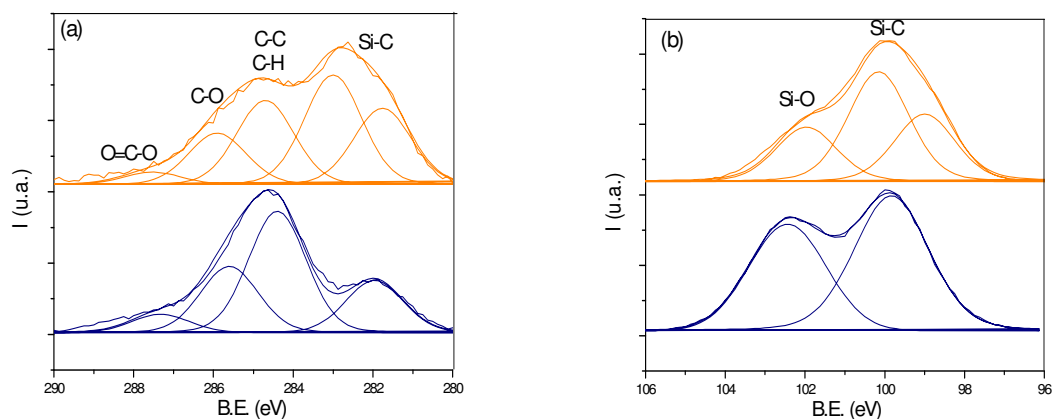 (a)
C-C
C-H
Si-C
C-O
O=C-O
I (u.a.)
290 288 286 284 282 280
B.E. (eV)
(b)
Si-C
Si-O
I (u.a.)
106 104 102 100 98 96
B.E. (eV)